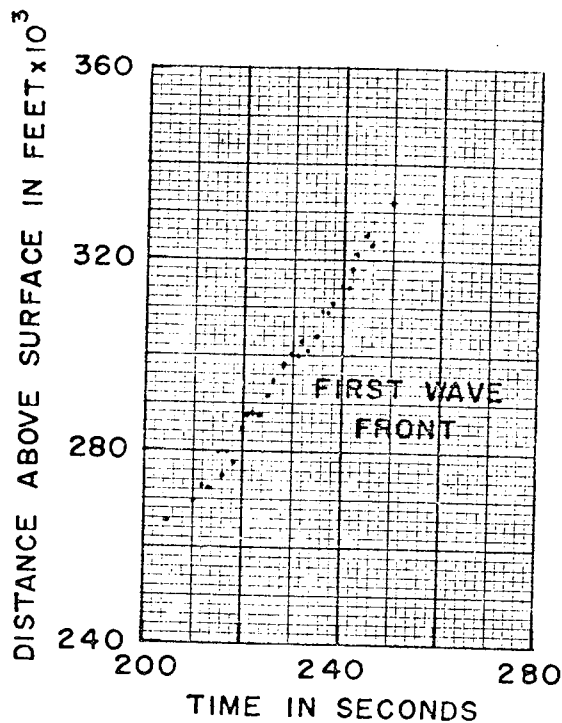 DISTANCE ABOVE SURFACE IN FEET x 10³
360
320
280
240
200 240 280
TIME IN SECONDS
FIRST WAVE
FRONT